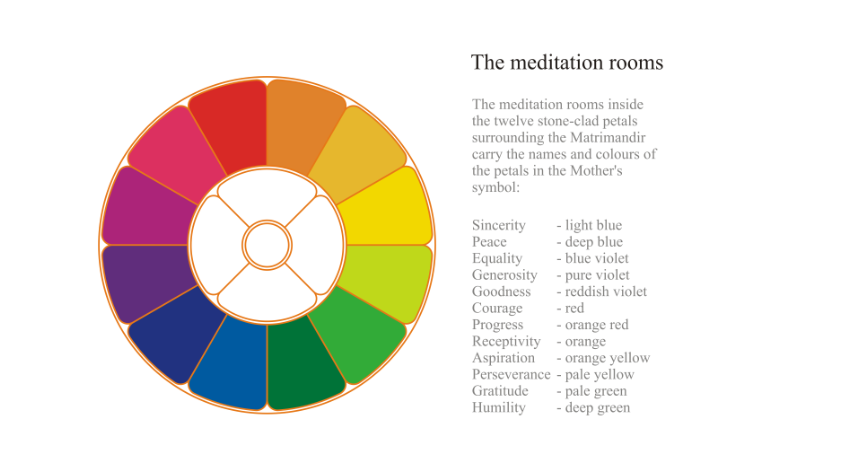 The meditation rooms
The meditation rooms inside
the twelve stone-clad petals
surrounding the Matrimandir
carry the names and colours of
the petals in the Mother's
symbol:
Sincerity - light blue
Peace - deep blue
Equality - blue violet
Generosity - pure violet
Goodness - reddish violet
Courage - red
Progress - orange red
Receptivity - orange
Aspiration - orange yellow
Perseverance - pale yellow
Gratitude - pale green
Humility - deep green